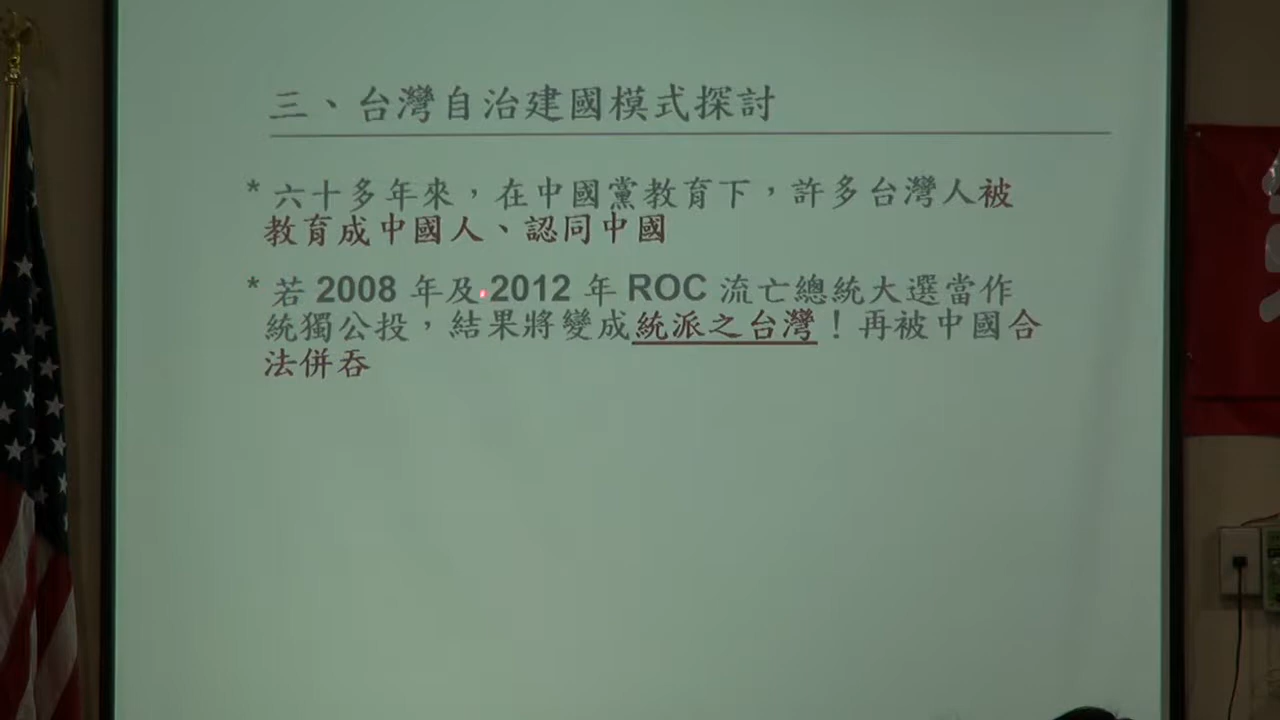 三、台灣自治建國模式探討
* 六十多年來，在中國黨教育下，許多台灣人被
教育成中國人、認同中國
* 若 2008 年及 2012 年 ROC 流亡總統大選當作
統獨公投，結果將變成統派之台灣！再被中國合
法併吞